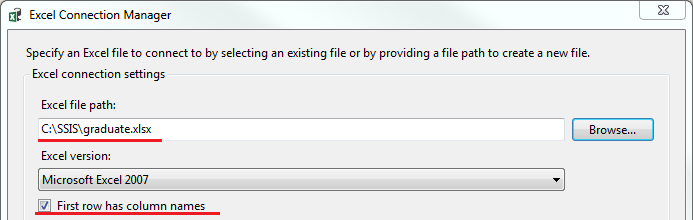 Excel Connection Manager
Specify an Excel file to connect to by selecting an existing file or by providing a file path to create a new file.
Excel connection settings
Excel file path:
C:\SSIS\graduate.xlsx
Browse...
Excel version:
Microsoft Excel 2007
First row has column names